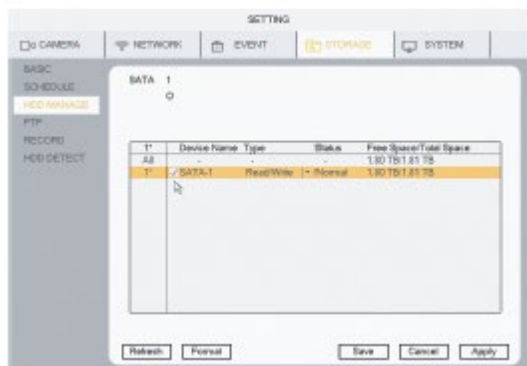 SETTING
CAMERA NETWORK EVENT STORAGE SYSTEM
BASIC
SCHEDULE
HDD MANAGE
FTP
RECORD
HDD DETECT
SATA 1
1* Device Name Type Status Free Space/Total Space
All - - - 1.80 TB/1.81 TB
1* SATA-1 Read/Write Normal 1.80 TB/1.81 TB
Refresh Format Save Cancel Apply